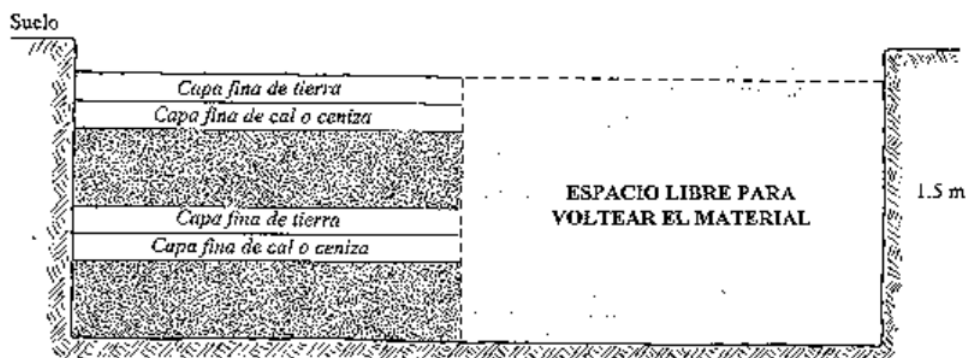 Suelo
Capa fina de tierra
Capa fina de cal o ceniza
Capa fina de tierra
Capa fina de cal o ceniza
ESPACIO LIBRE PARA
VOLTEAR EL MATERIAL
1.5 m